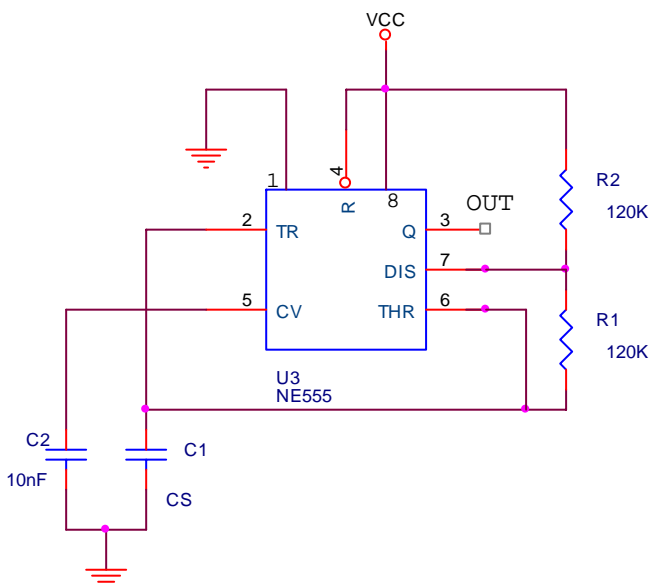 VCC
4
1
R
8
R2
120K
OUT
2
TR
Q
3
DIS
7
5
CV
THR
6
R1
120K
U3
NE555
C2
10nF
C1
CS